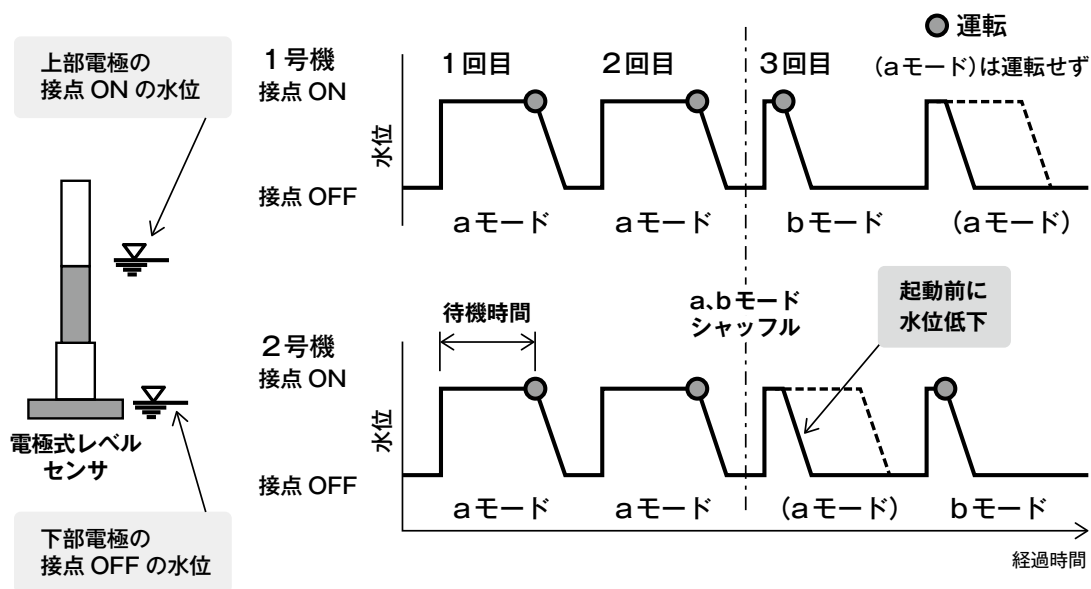 上部電極の
接点 ON の水位
電極式レベル
センサ
下部電極の
接点 OFF の水位
運転
1号機
1回目
2回目
3回目
(aモード)は運転せず
接点 ON
水位
接点 OFF
aモード
aモード
bモード
(aモード)
a、bモード
シャッフル
起動前に
水位低下
待機時間
2号機
接点 ON
水位
接点 OFF
aモード
aモード
(aモード)
bモード
経過時間